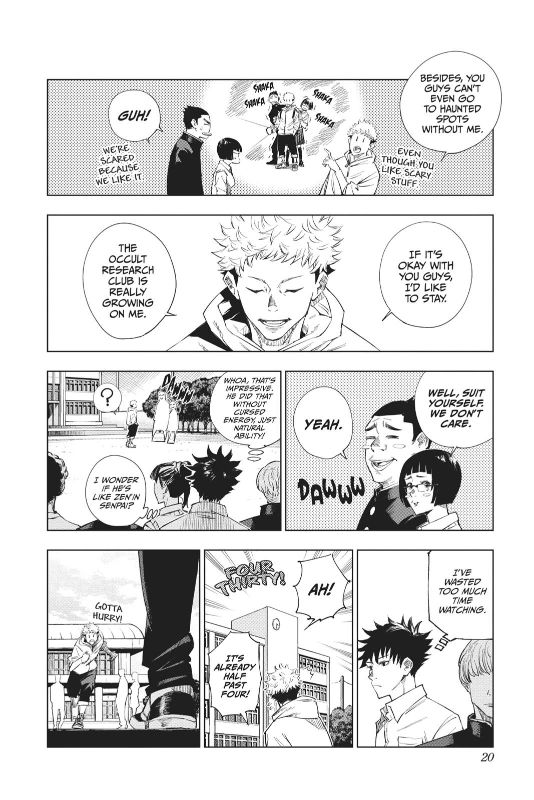 BESIDES, YOU
GUYS CAN'T
EVEN GO
TO HAUNTED
SPOTS
WITHOUT ME.
EVEN
THOUGH YOU
LIKE SCARY
STUFF.
SHAKA
SHAKA
SHAKA
SHAKA
GUH!
WE'RE
SCARED
BECAUSE
WE LIKE IT.
IF IT'S
OKAY WITH
YOU GUYS,
I'D LIKE
TO STAY.
THE
OCCULT
RESEARCH
CLUB IS
REALLY
GROWING
ON ME.
WELL, SUIT
YOURSELF.
WE DON'T
CARE.
YEAH.
DAWWW
DAWWW
WHOA, THAT'S
IMPRESSIVE.
HE DID THAT
WITHOUT
CURSED
ENERGY, JUST
NATURAL
ABILITY!
?
I WONDER
IF HE'S
LIKE ZEN'IN
SENPAI?
I'VE
WASTED
TOO MUCH
TIME
WATCHING.
AH!
FOUR
THIRTY!
IT'S
ALREADY
HALF
PAST
FOUR!
GOTTA
HURRY!
20